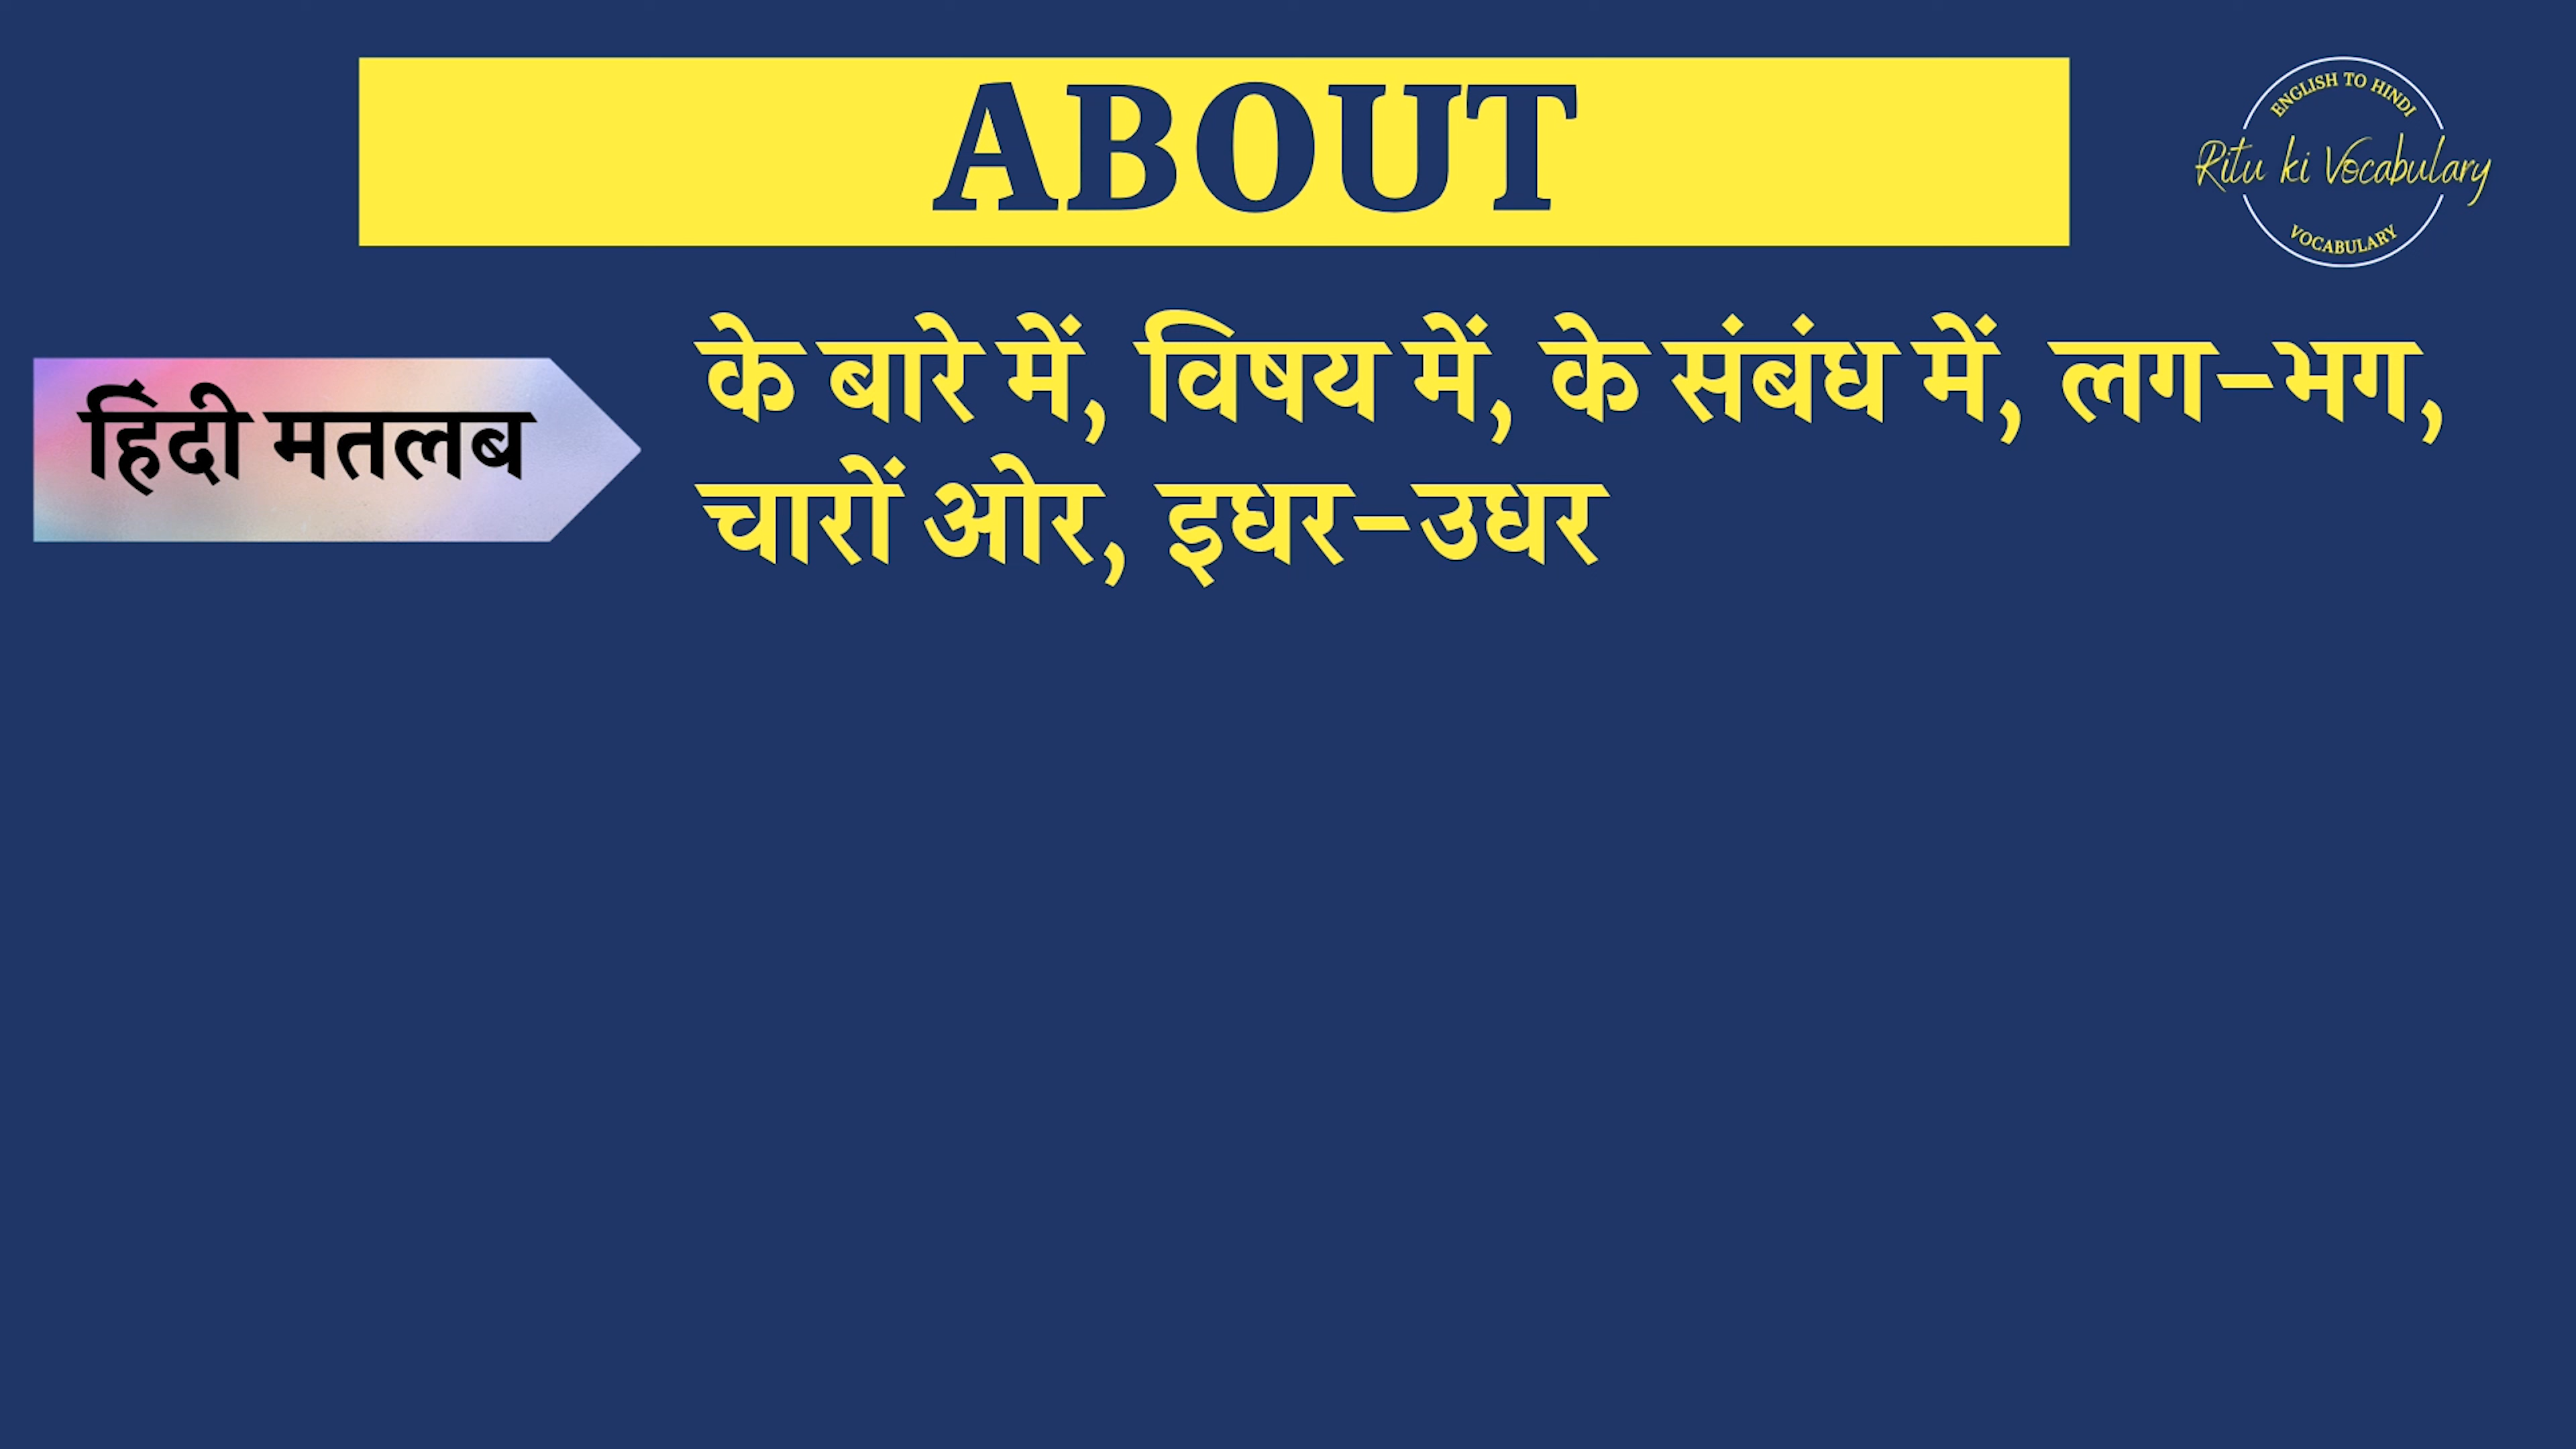 ABOUT
ENGLISH TO HINDI
Ritu ki Vocabulary
VOCABULARY
हिंदी मतलब
के बारे में, विषय में, के संबंध में, लग-भग,
चारों ओर, इधर-उधर